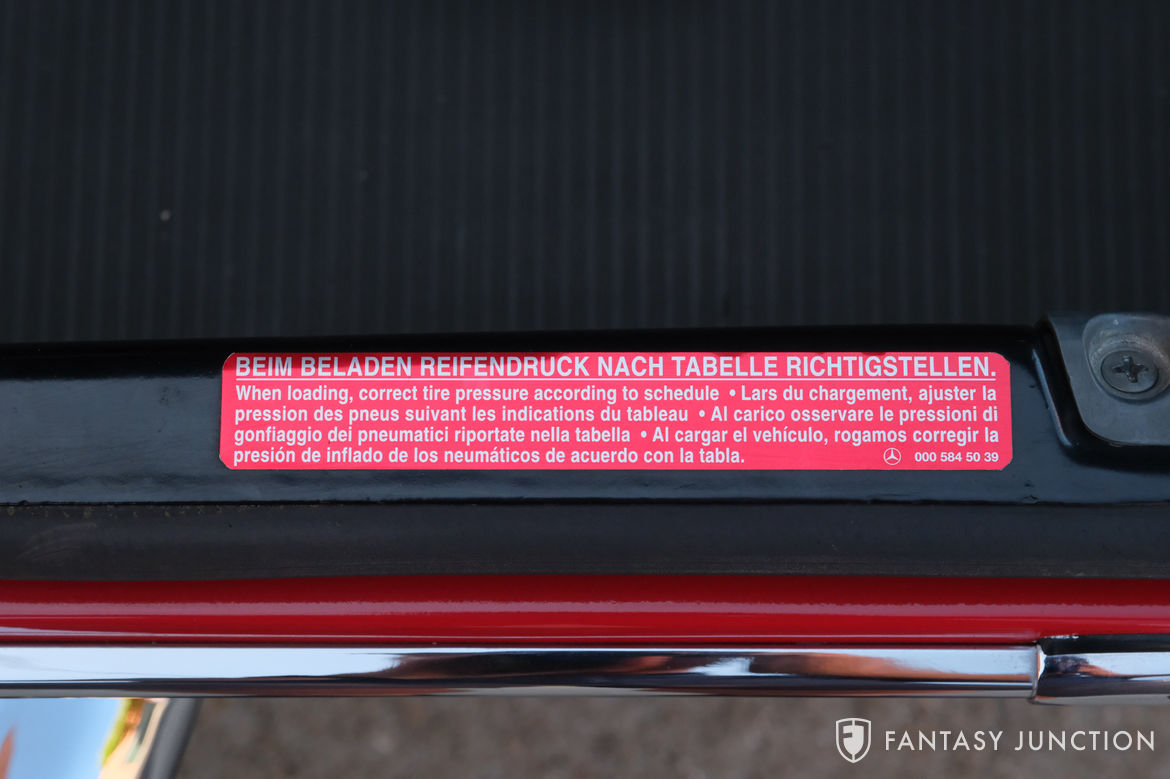 BEIM BELADEN REIFENDRUCK NACH TABELLE RICHTIGSTELLEN.
When loading, correct tire pressure according to schedule • Lars du chargement, ajuster la
pression des pneus suivant les indications du tableau • Al carico osservare le pressioni di
gonfiaggio dei pneumatici riportate nella tabella • Al cargar el vehículo, rogamos corregir la
presión de inflado de los neumáticos de acuerdo con la tabla.
000 584 50 39
FANTASY JUNCTION